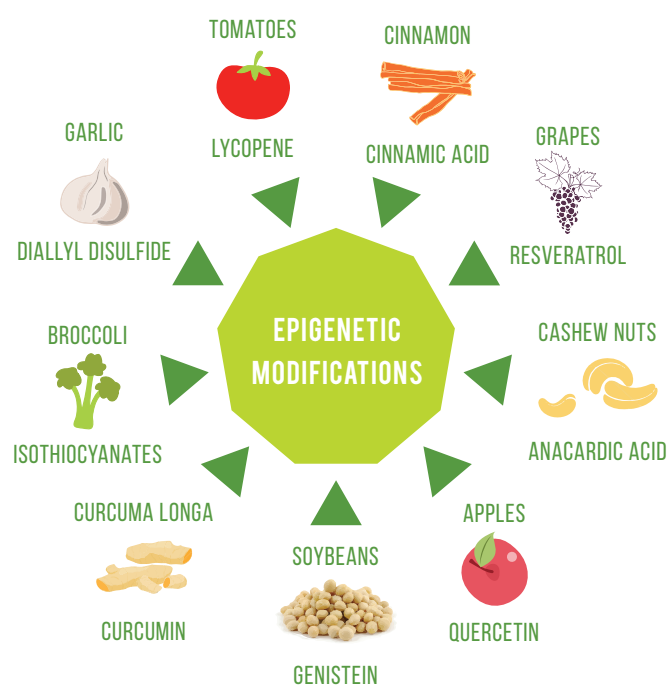 TOMATOES
LYCOPENE
CINNAMON
CINNAMIC ACID
GARLIC
DIALLYL DISULFIDE
GRAPES
RESVERATROL
EPIGENETIC
MODIFICATIONS
BROCCOLI
ISOTHIOCYANATES
CASHEW NUTS
ANACARDIC ACID
CURCUMA LONGA
CURCUMIN
SOYBEANS
GENISTEIN
APPLES
QUERCETIN